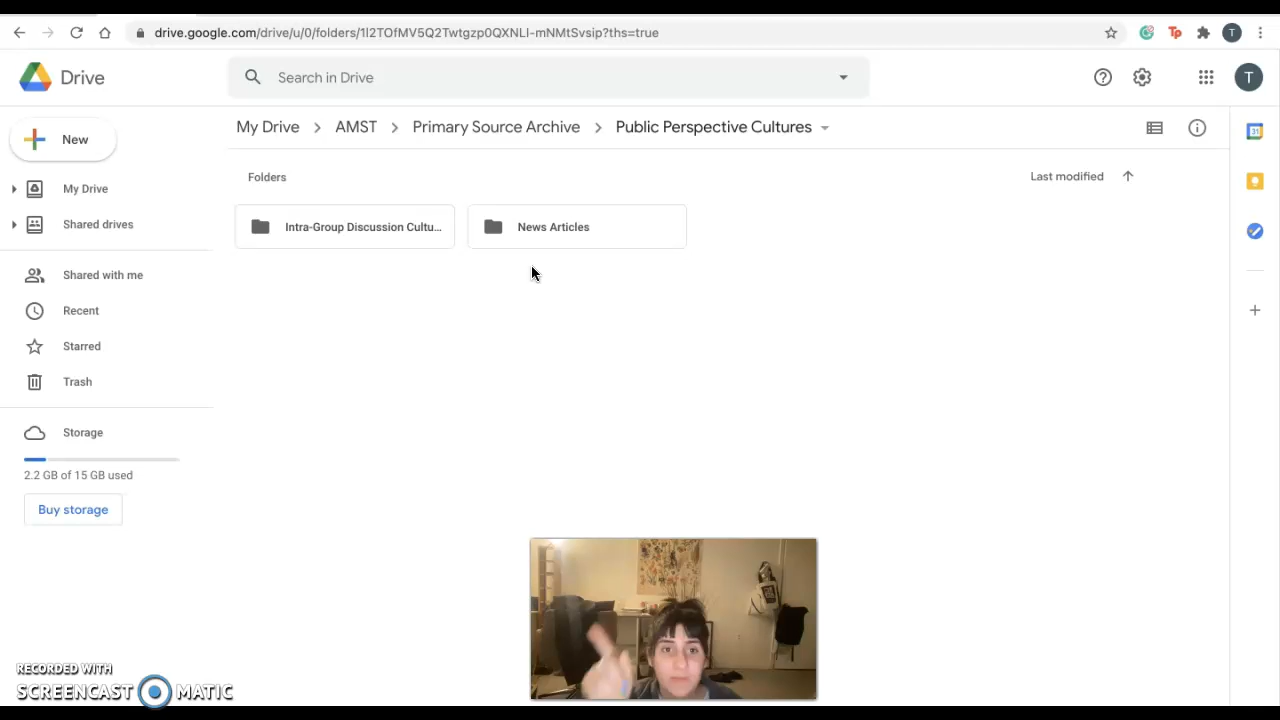 drive.google.com/drive/u/0/folders/1l2TOfMV5Q2Twtgzp0QXNLI-mNMtSvsip?ths=true
T
Drive
Search in Drive
T
New
My Drive
AMST
Primary Source Archive
Public Perspective Cultures
My Drive
Shared drives
Shared with me
Recent
Starred
Trash
Storage
2.2 GB of 15 GB used
Buy storage
Folders
Last modified
Intra-Group Discussion Cultu...
News Articles
31
RECORDED WITH
SCREENCAST MATIC